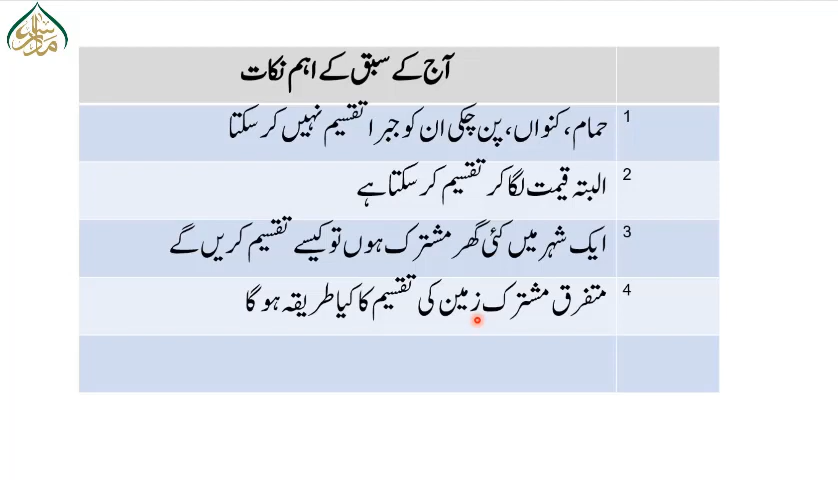 آج کے سبق کے اہم نکات
1 حمام، کنواں، پن چکی ان کو جبرا تقسیم نہیں کر سکتا
2 البتہ قیمت لگا کر تقسیم کر سکتا ہے
3 ایک شہر میں کئی گھر مشترک ہوں تو کیسے تقسیم کریں گے
4 متفرق مشترک زمین کی تقسیم کا کیا طریقہ ہو گا